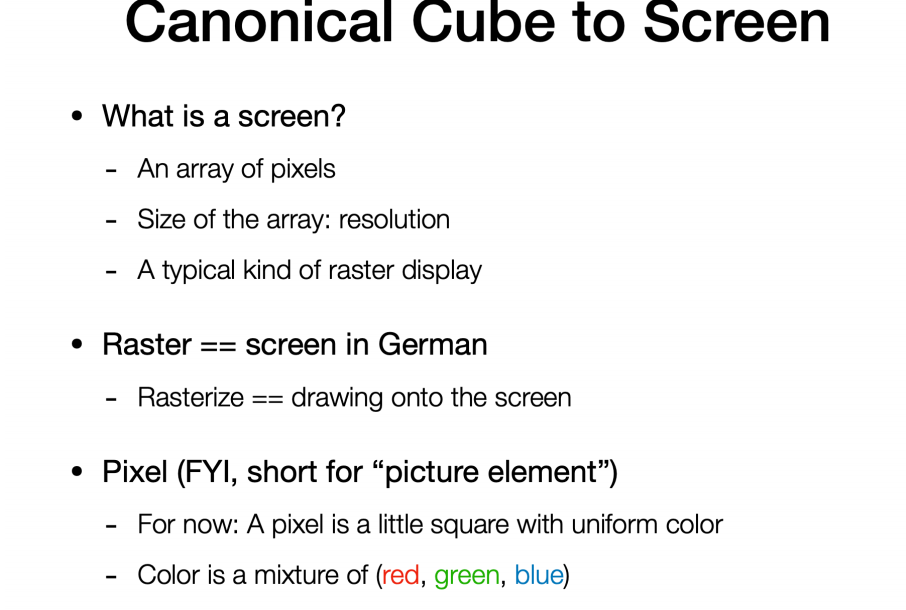 Canonical Cube to Screen
• What is a screen?
- An array of pixels
- Size of the array: resolution
- A typical kind of raster display
• Raster == screen in German
- Rasterize == drawing onto the screen
• Pixel (FYI, short for “picture element”)
- For now: A pixel is a little square with uniform color
- Color is a mixture of (red, green, blue)